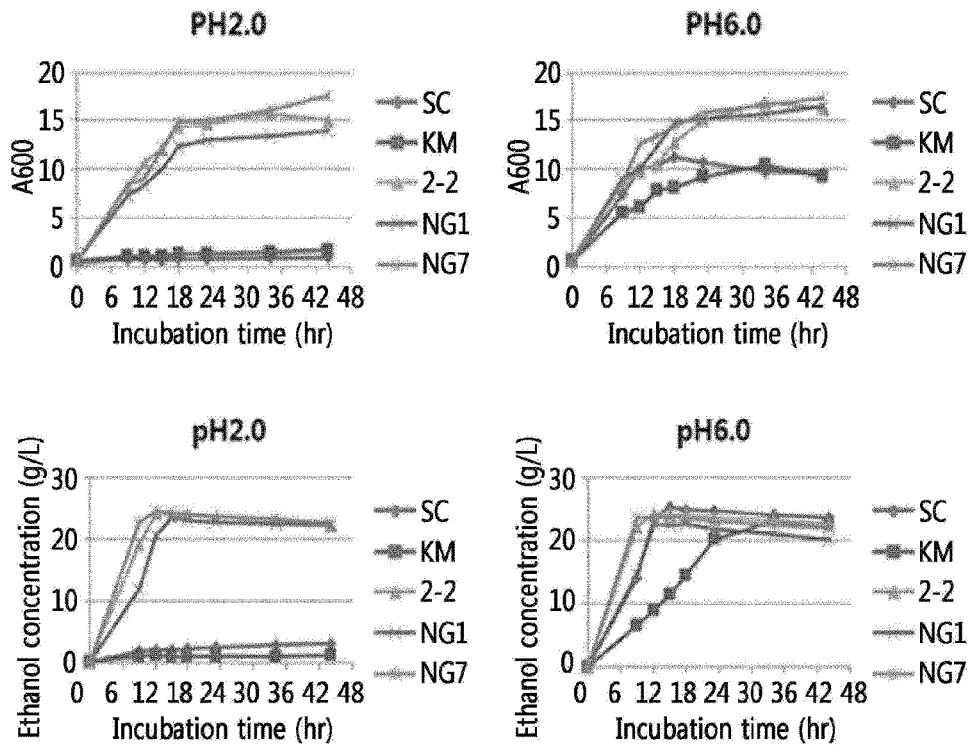 PH2.0
A600
20
15
10
5
0
0 6 12 18 24 30 36 42 48
Incubation time (hr)
SC
KM
2-2
NG1
NG7
PH6.0
A600
20
15
10
5
0
0 6 12 18 24 30 36 42 48
Incubation time (hr)
SC
KM
2-2
NG1
NG7
pH2.0
Ethanol concentration (g/L)
30
20
10
0
0 6 12 18 24 30 36 42 48
Incubation time (hr)
SC
KM
2-2
NG1
NG7
pH6.0
Ethanol concentration (g/L)
30
20
10
0
0 6 12 18 24 30 36 42 48
Incubation time (hr)
SC
KM
2-2
NG1
NG7